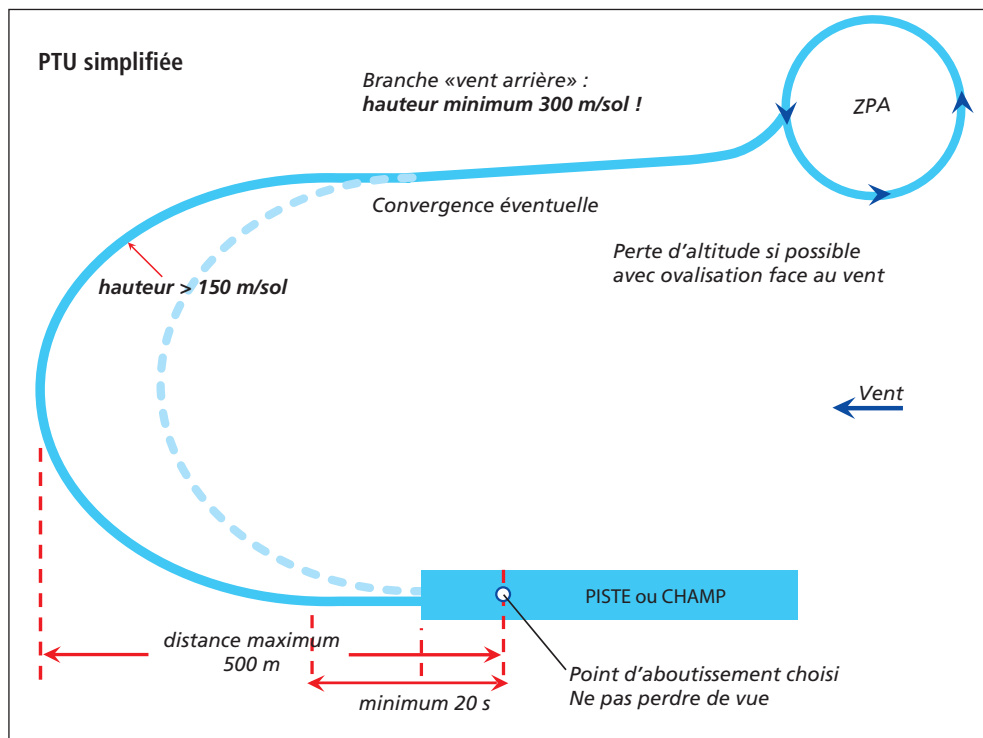 PTU simplifiée
Branche «vent arrière» :
hauteur minimum 300 m/sol !
ZPA
Convergence éventuelle
Perte d'altitude si possible
avec ovalisation face au vent
hauteur > 150 m/sol
Vent
PISTE ou CHAMP
distance maximum
500 m
minimum 20 s
Point d'aboutissement choisi
Ne pas perdre de vue